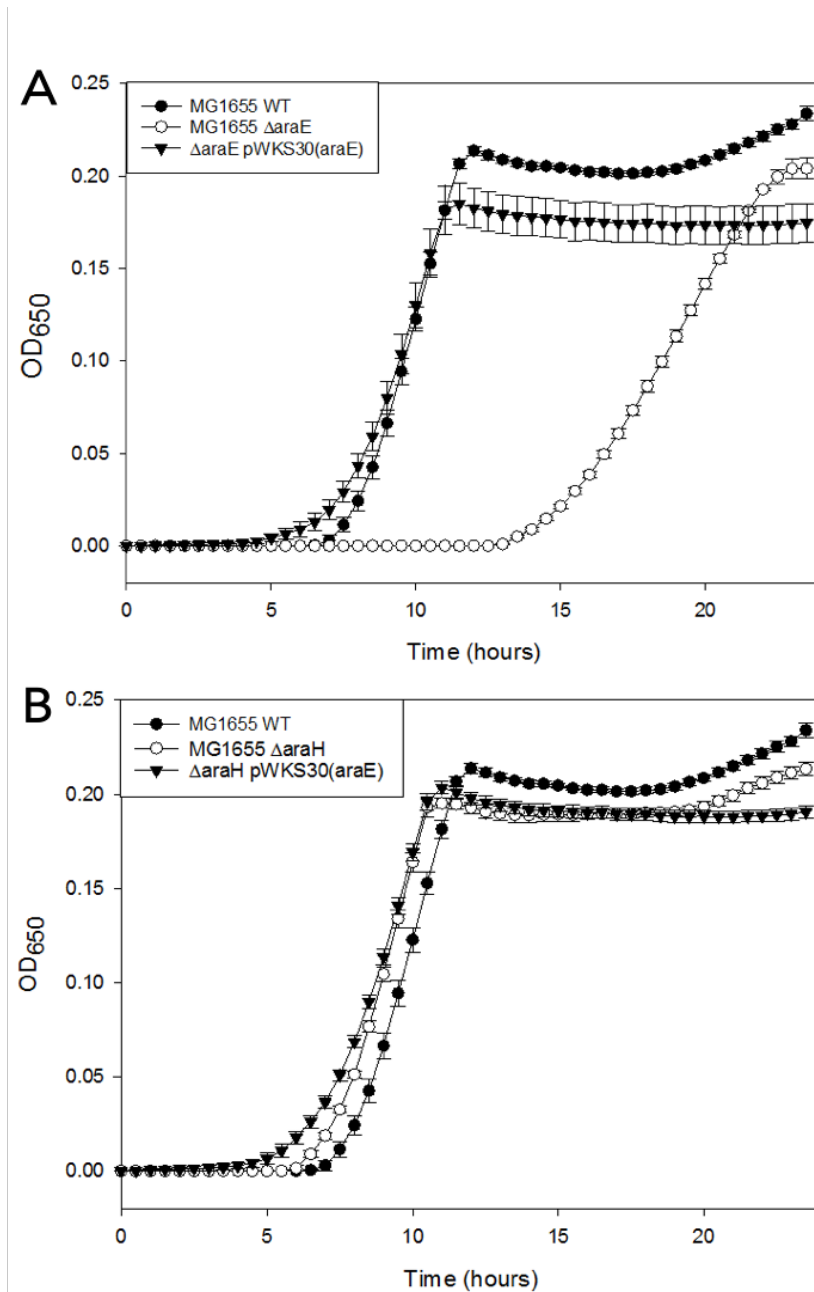 A
MG1655 WT
MG1655 ΔaraE
ΔaraE pWKS30(araE)
0.25
0.20
0.15
0.10
0.05
0.00
OD650
0 5 10 15 20
Time (hours)
B
MG1655 WT
MG1655 ΔaraH
ΔaraH pWKS30(araE)
0.25
0.20
0.15
0.10
0.05
0.00
OD650
0 5 10 15 20
Time (hours)